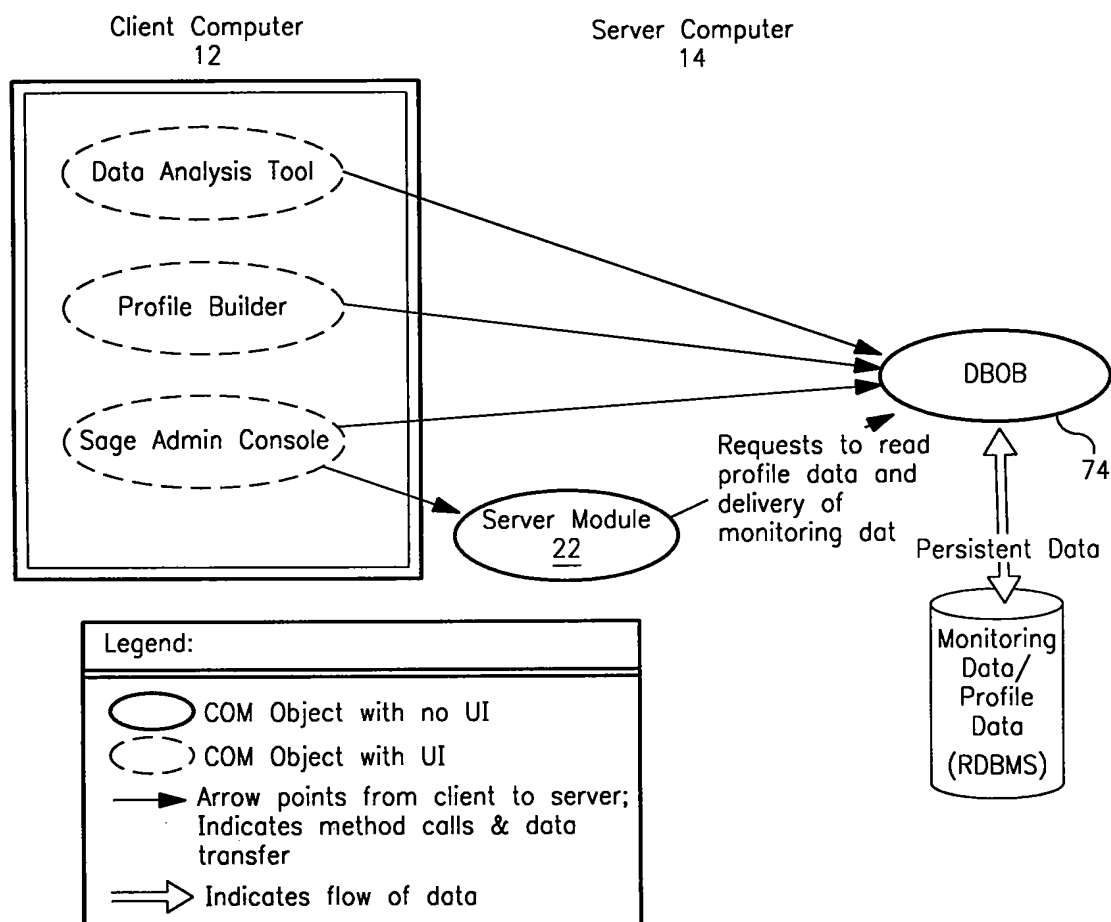 Client Computer
12
Server Computer
14
Data Analysis Tool
Profile Builder
Sage Admin Console
Server Module
22
DBOB
74
Requests to read
profile data and
delivery of
monitoring dat
Persistent Data
Monitoring
Data/
Profile
Data
(RDBMS)
Legend:
COM Object with no UI
COM Object with UI
Arrow points from client to server;
Indicates method calls & data
transfer
Indicates flow of data